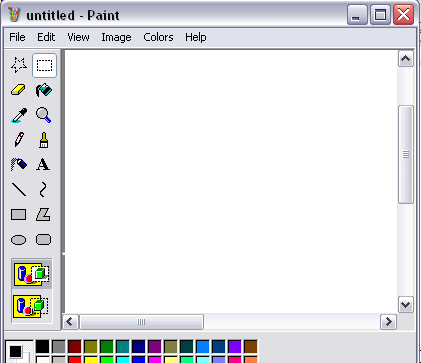 untitled - Paint
File Edit View Image Colors Help
A